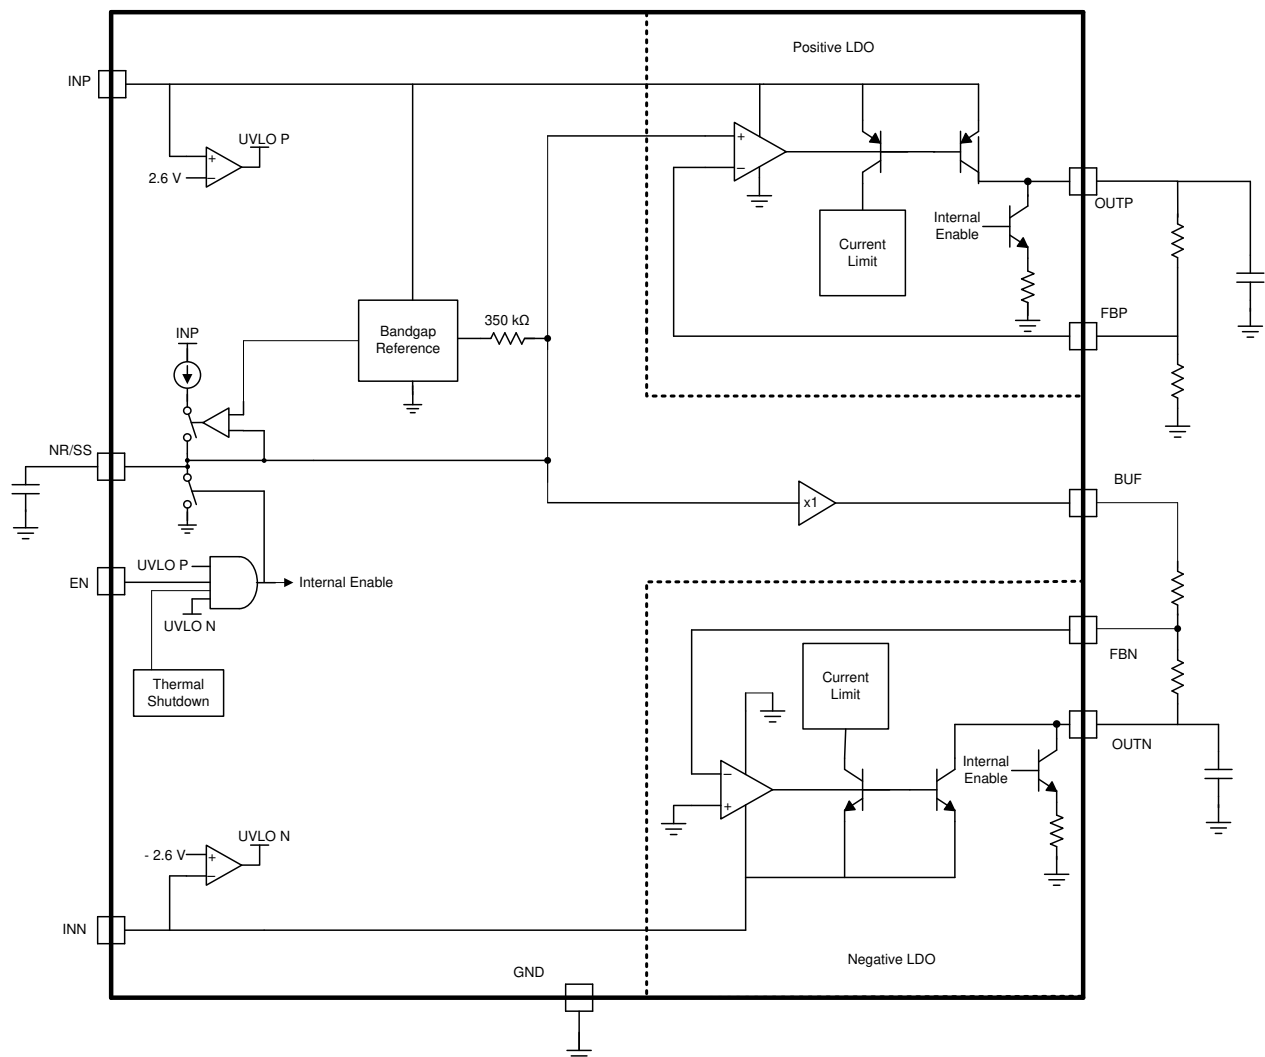 Positive LDO
INP
UVLO P
+
2.6 V
−
+
−
OUTP
Internal
Enable
Current
Limit
FBP
350 kΩ
Bandgap
Reference
INP
NR/SS
BUF
x1
UVLO P
EN
Internal Enable
UVLO N
FBN
Thermal
Shutdown
Current
Limit
OUTN
Internal
Enable
−
+
UVLO N
- 2.6 V
+
−
INN
Negative LDO
GND